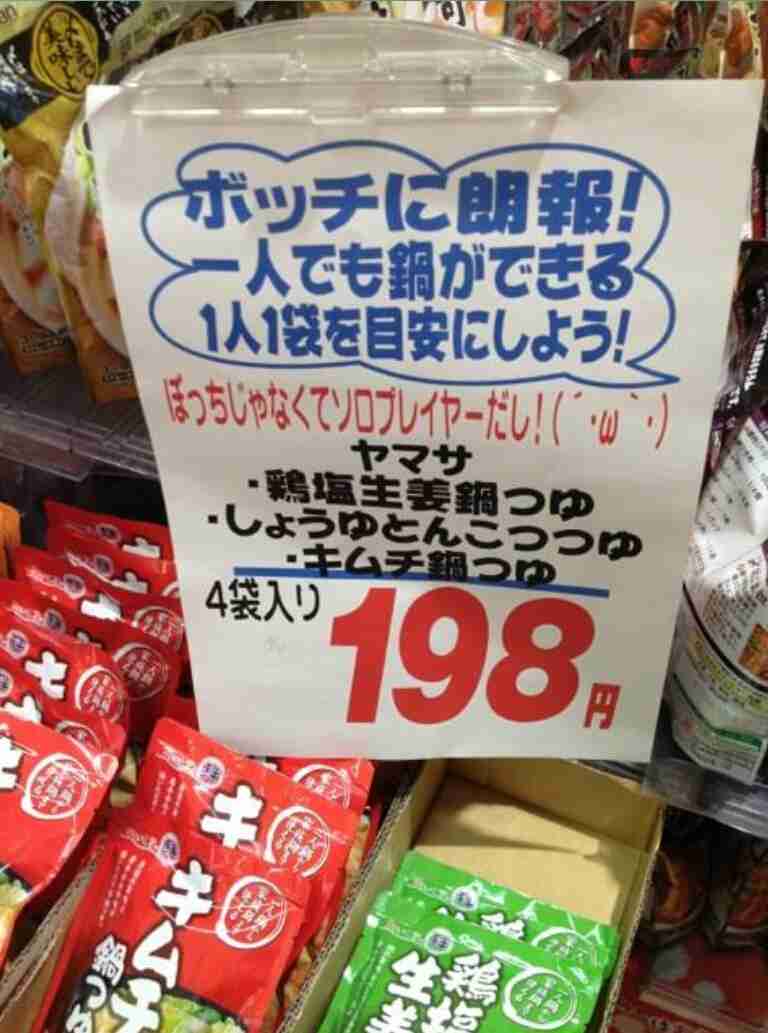 ボッチに朗報!
一人でも鍋ができる
1人1袋を目安にしよう!
ぼっちじゃなくてソロプレイヤーだし!(´・ω｀・)
ヤマサ
・鶏塩生姜鍋つゆ
・しょうゆとんこつつゆ
・キムチ鍋つゆ
4袋入り
198円
キ
キムチ
鍋つゆ
鶏塩
生姜